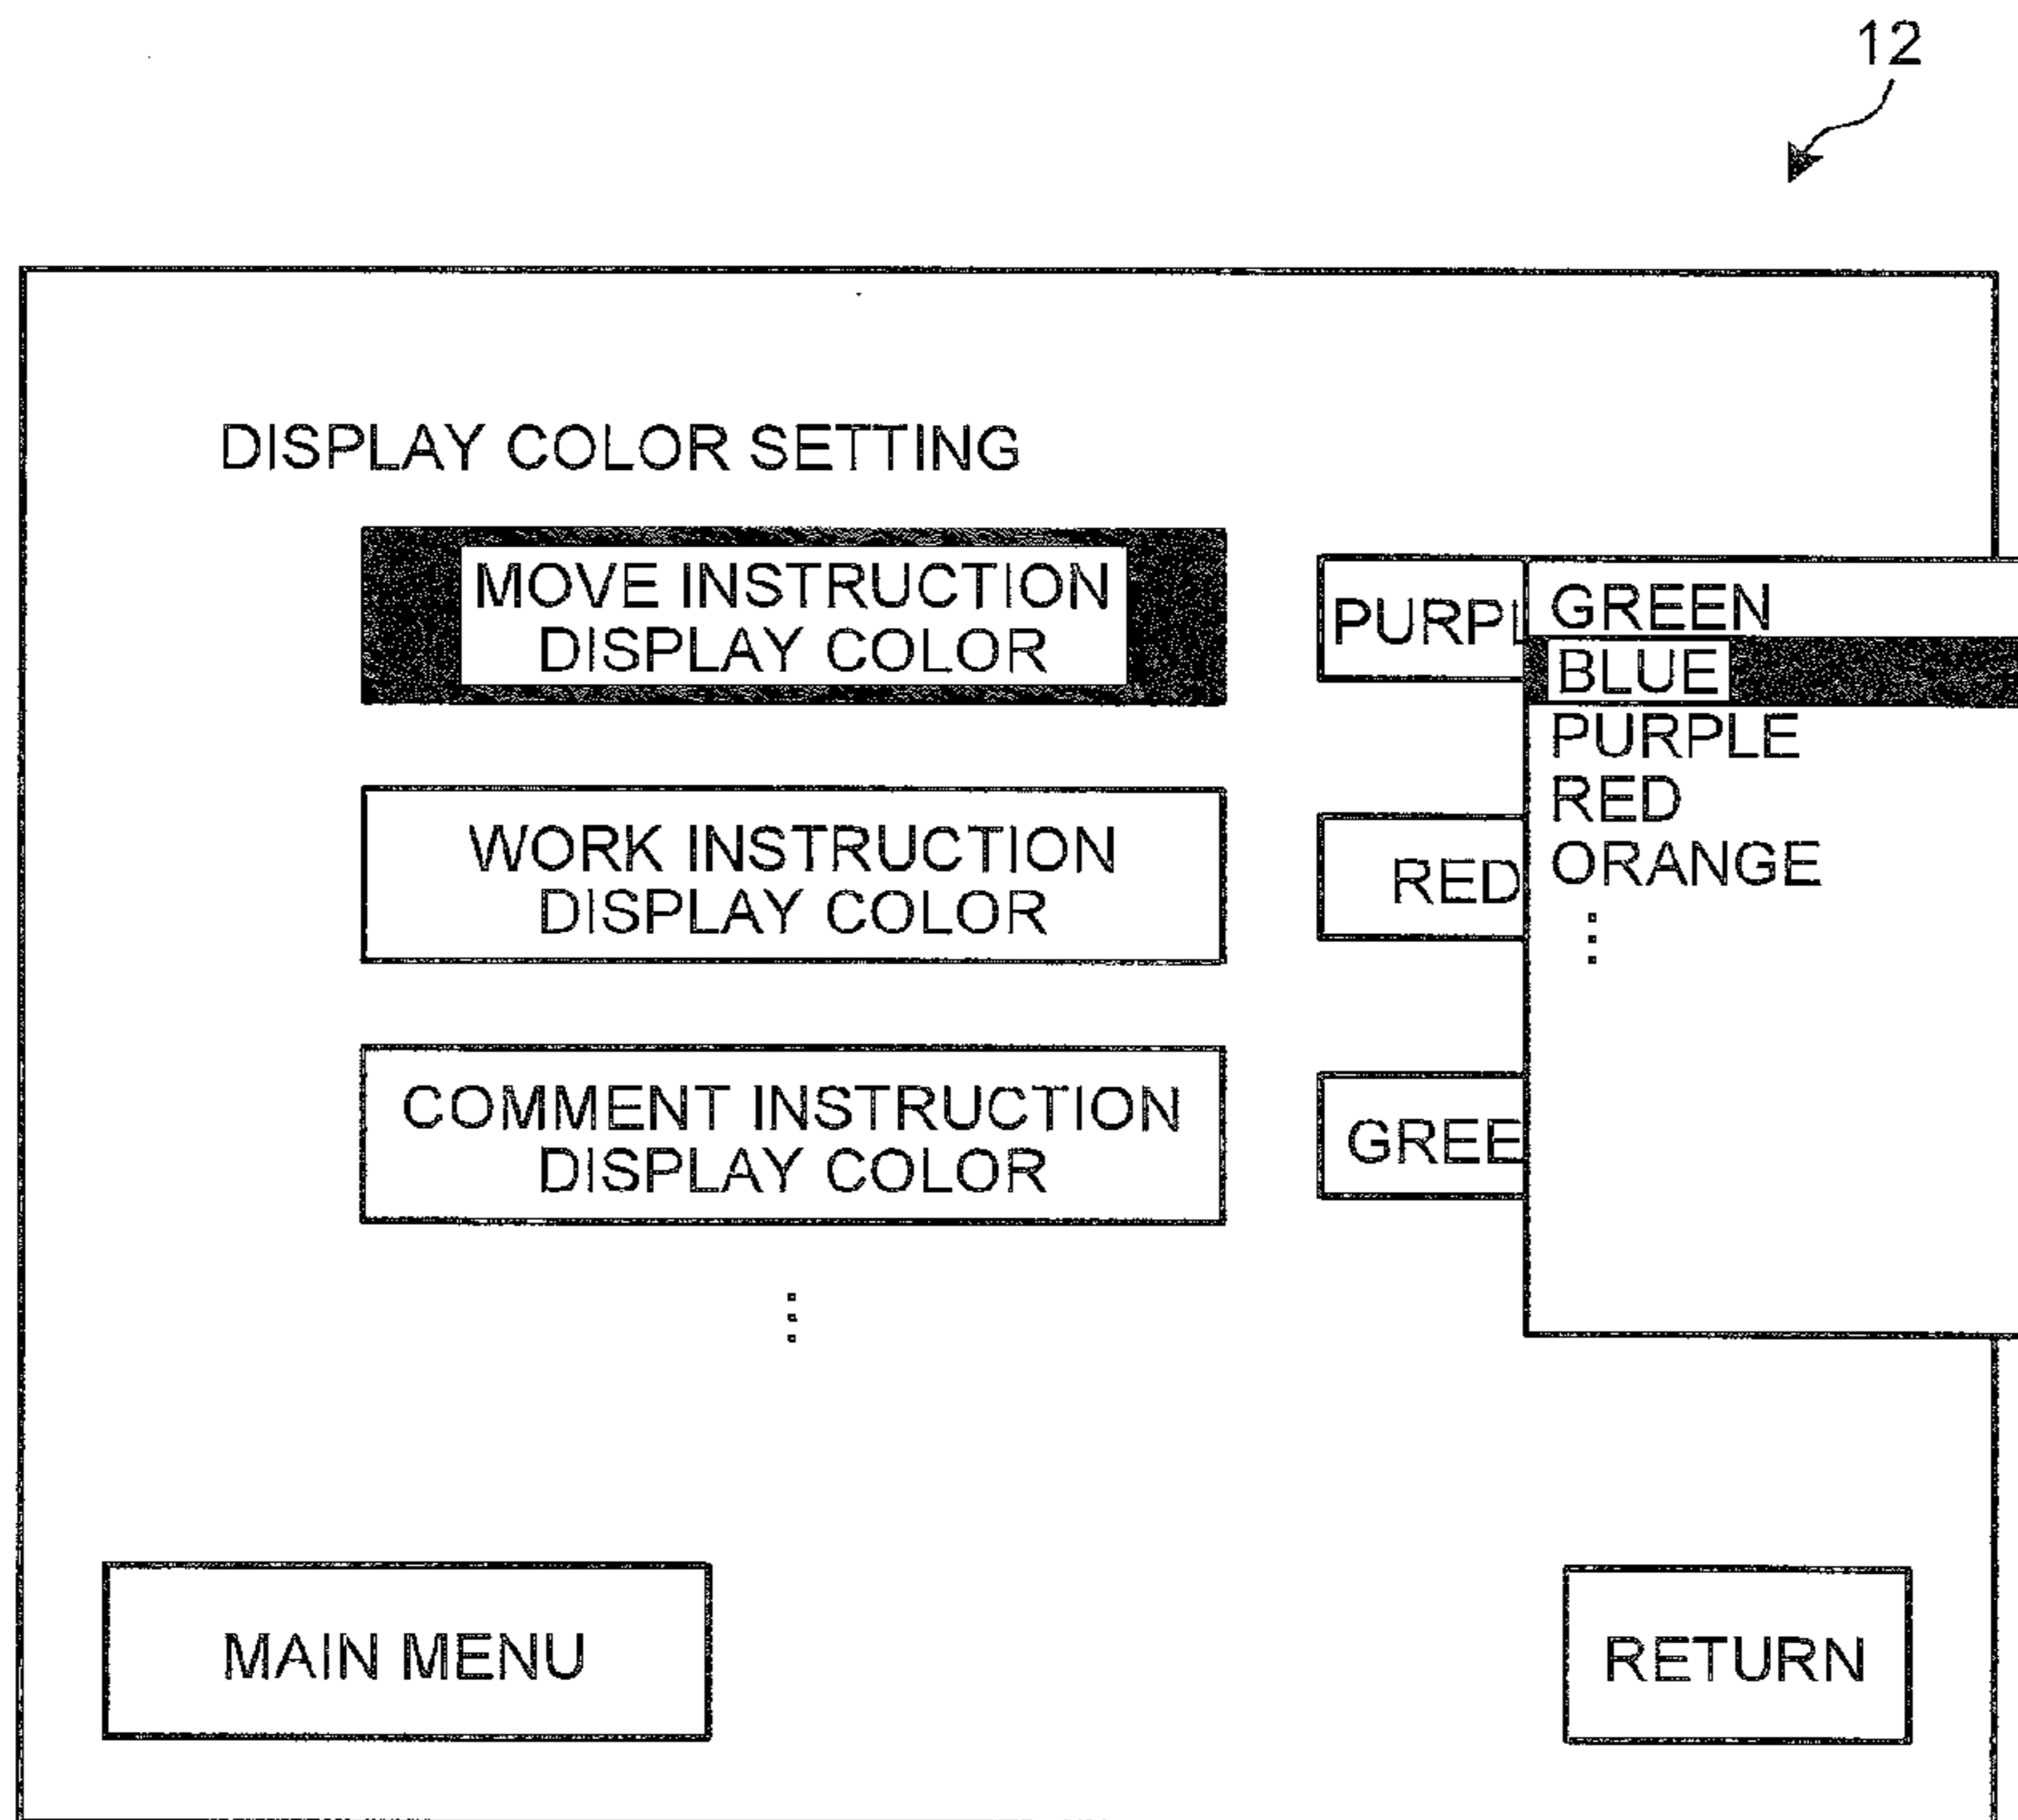 12
DISPLAY COLOR SETTING
MOVE INSTRUCTION
DISPLAY COLOR
PURPL
GREEN
BLUE
PURPLE
RED
ORANGE
WORK INSTRUCTION
DISPLAY COLOR
RED
COMMENT INSTRUCTION
DISPLAY COLOR
GREE
MAIN MENU
RETURN